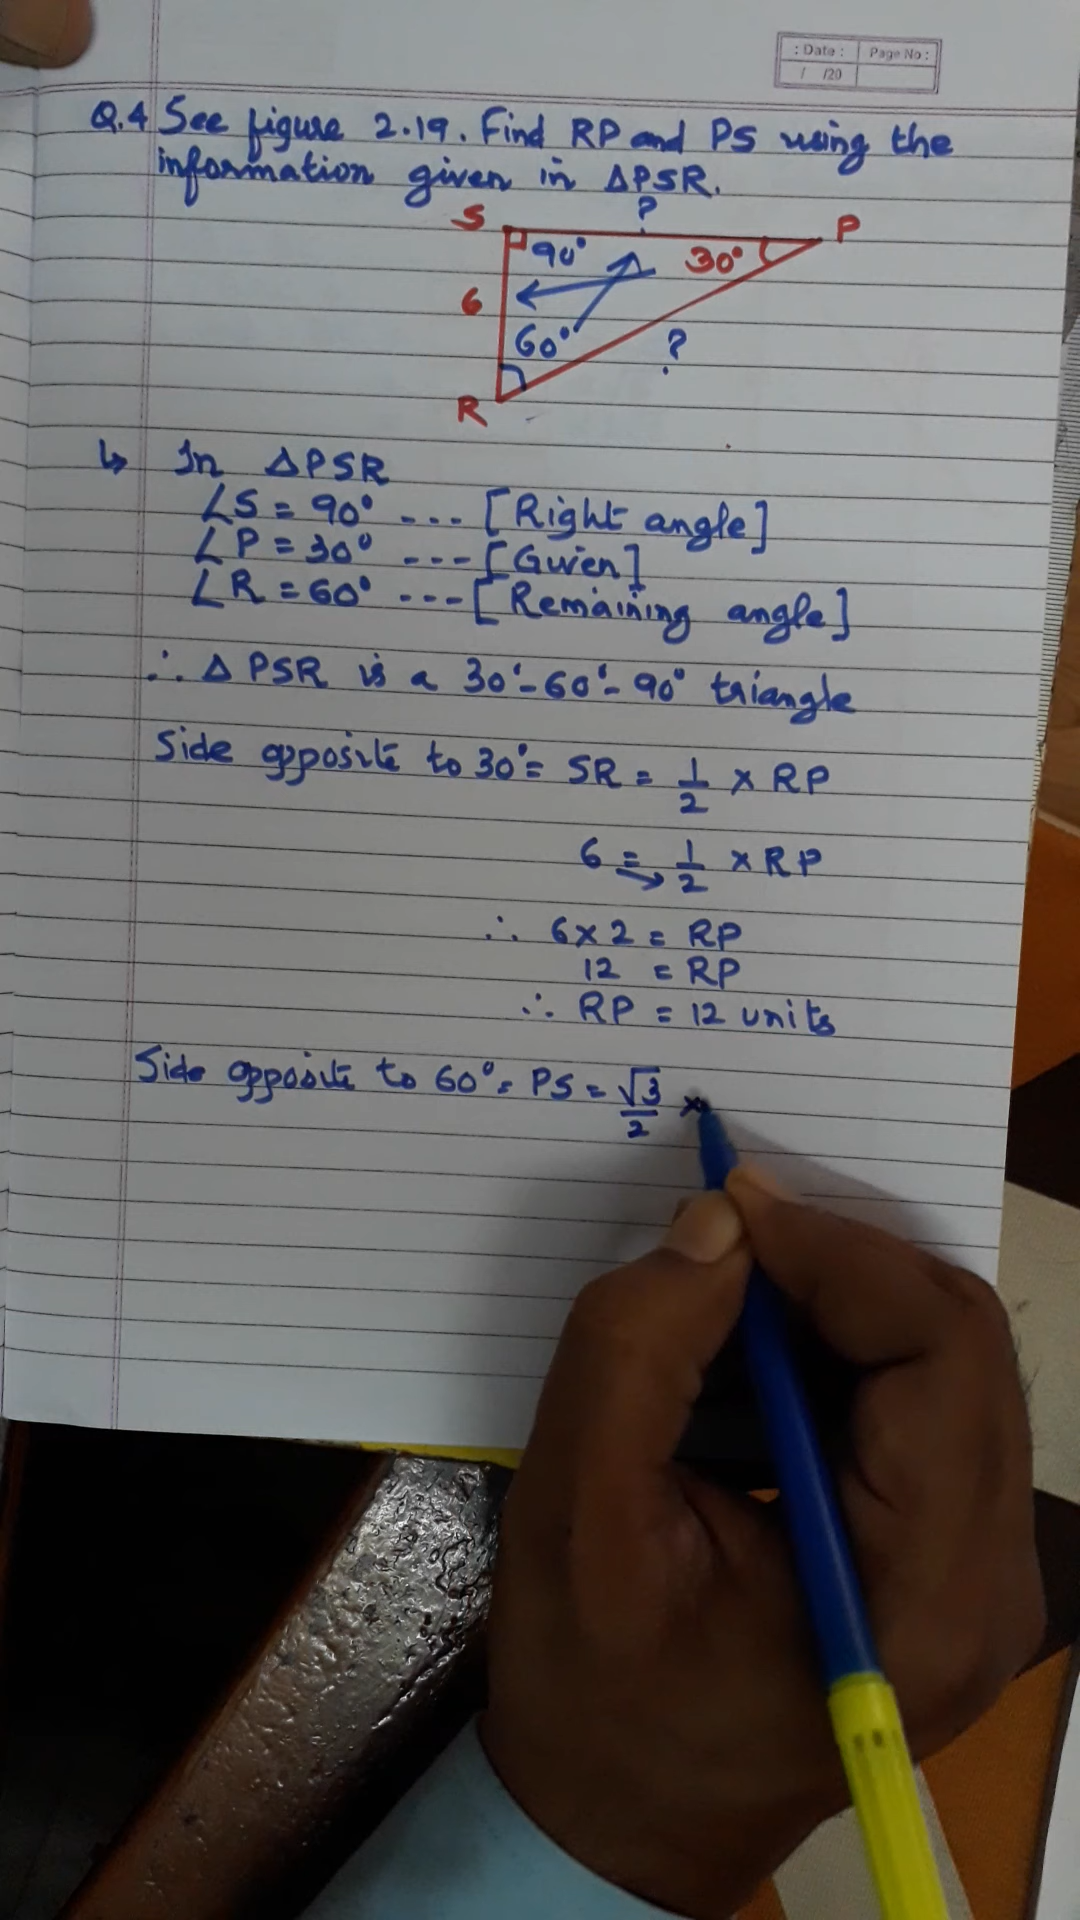 : Date :
Page No :
/ /20
Q.4 See figure 2.19. Find RP and PS using the
information given in ΔPSR.
?
S
P
90°
30°
6
60°
?
R
↳ In ΔPSR
∠S = 90° --- [Right angle]
∠P = 30° --- [Given]
∠R = 60° --- [Remaining angle]
∴ Δ PSR is a 30°-60°-90° triangle
Side opposite to 30° = SR = 1/2 × RP
6 = 1/2 × RP
∴ 6×2 = RP
12 = RP
∴ RP = 12 units
Side opposite to 60° = PS = √3/2 ×